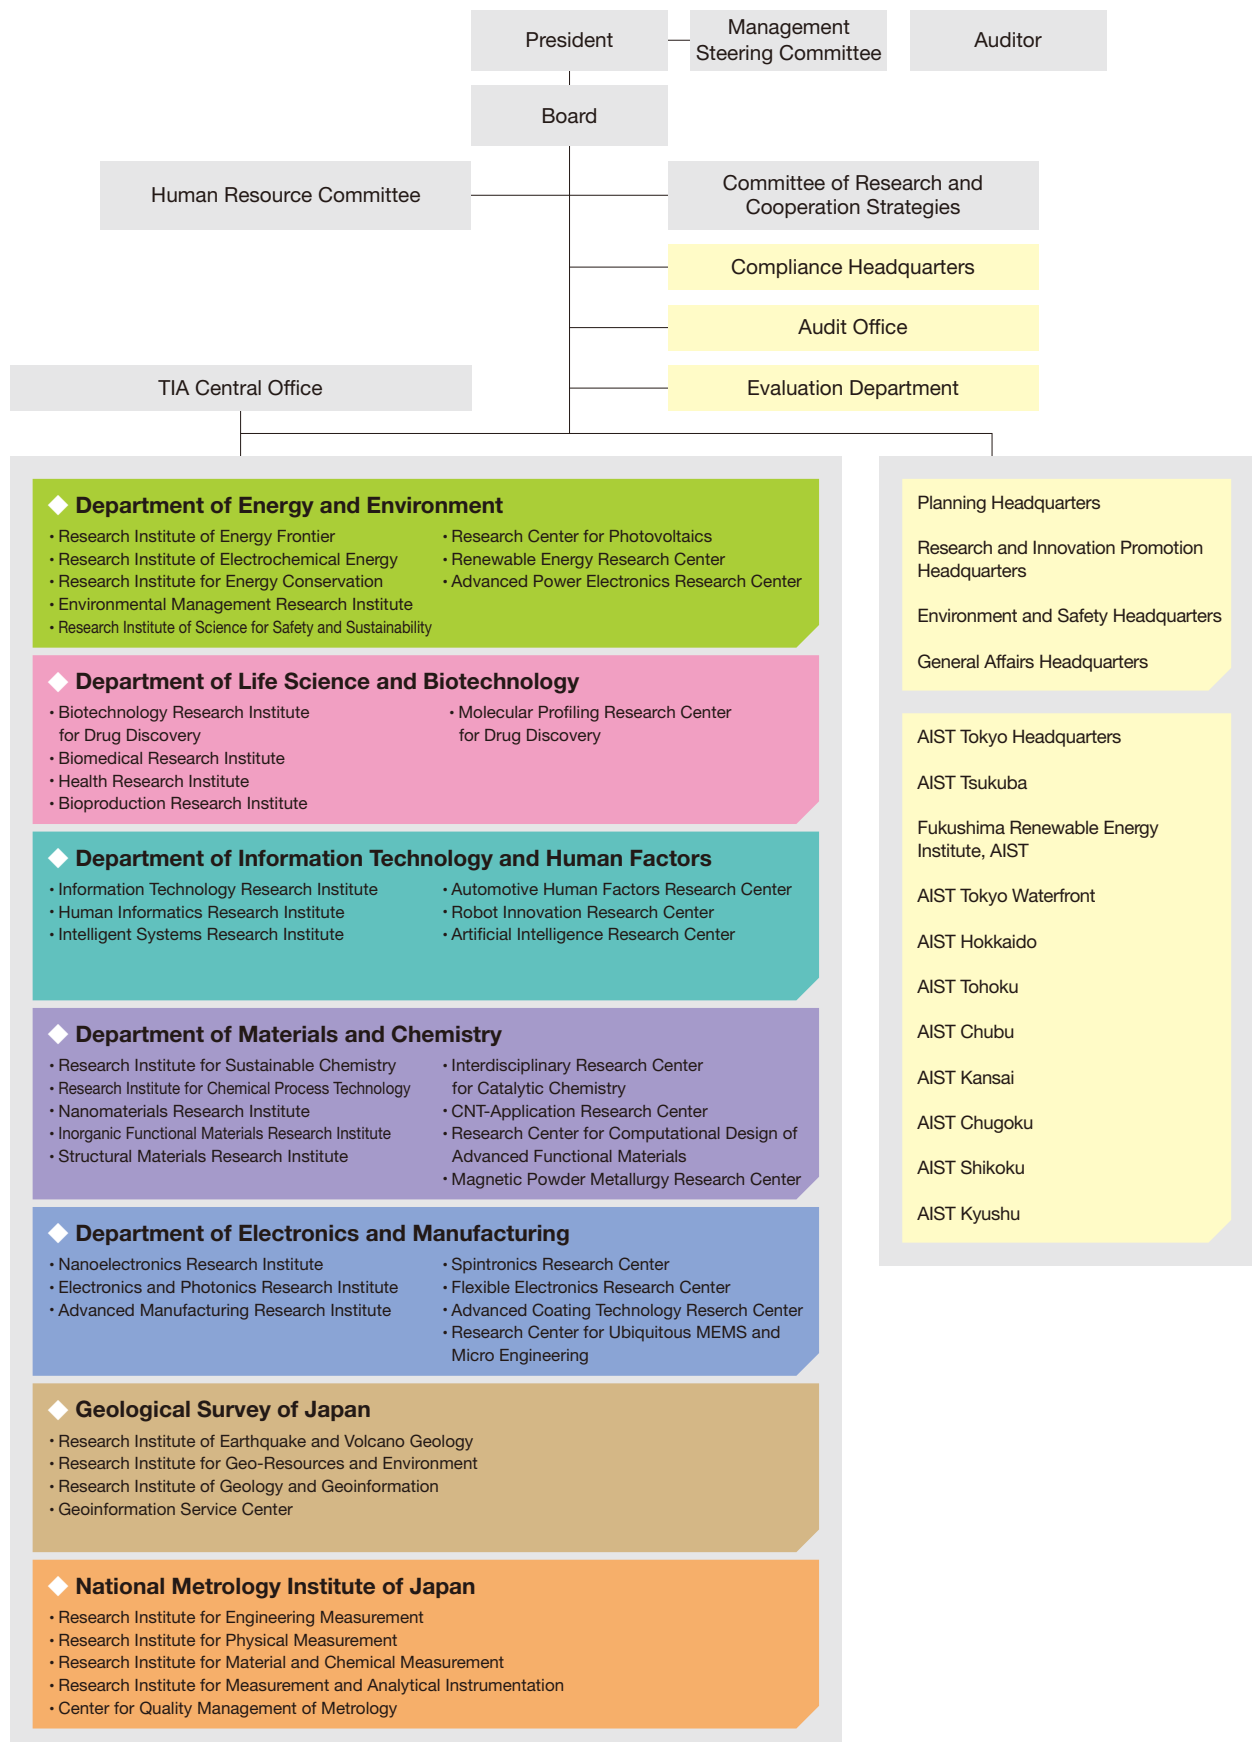 President
Management
Steering Committee
Auditor
Board
Human Resource Committee
Committee of Research and
Cooperation Strategies
Compliance Headquarters
Audit Office
TIA Central Office
Evaluation Department
◆ Department of Energy and Environment
・Research Institute of Energy Frontier
・Research Institute of Electrochemical Energy
・Research Institute for Energy Conservation
・Environmental Management Research Institute
・Research Institute of Science for Safety and Sustainability
・Research Center for Photovoltaics
・Renewable Energy Research Center
・Advanced Power Electronics Research Center
◆ Department of Life Science and Biotechnology
・Biotechnology Research Institute
for Drug Discovery
・Biomedical Research Institute
・Health Research Institute
・Bioproduction Research Institute
・Molecular Profiling Research Center
for Drug Discovery
◆ Department of Information Technology and Human Factors
・Information Technology Research Institute
・Human Informatics Research Institute
・Intelligent Systems Research Institute
・Automotive Human Factors Research Center
・Robot Innovation Research Center
・Artificial Intelligence Research Center
◆ Department of Materials and Chemistry
・Research Institute for Sustainable Chemistry
・Research Institute for Chemical Process Technology
・Nanomaterials Research Institute
・Inorganic Functional Materials Research Institute
・Structural Materials Research Institute
・Interdisciplinary Research Center
for Catalytic Chemistry
・CNT-Application Research Center
・Research Center for Computational Design of
Advanced Functional Materials
・Magnetic Powder Metallurgy Research Center
◆ Department of Electronics and Manufacturing
・Nanoelectronics Research Institute
・Electronics and Photonics Research Institute
・Advanced Manufacturing Research Institute
・Spintronics Research Center
・Flexible Electronics Research Center
・Advanced Coating Technology Reserch Center
・Research Center for Ubiquitous MEMS and
Micro Engineering
◆ Geological Survey of Japan
・Research Institute of Earthquake and Volcano Geology
・Research Institute for Geo-Resources and Environment
・Research Institute of Geology and Geoinformation
・Geoinformation Service Center
◆ National Metrology Institute of Japan
・Research Institute for Engineering Measurement
・Research Institute for Physical Measurement
・Research Institute for Material and Chemical Measurement
・Research Institute for Measurement and Analytical Instrumentation
・Center for Quality Management of Metrology
Planning Headquarters
Research and Innovation Promotion
Headquarters
Environment and Safety Headquarters
General Affairs Headquarters
AIST Tokyo Headquarters
AIST Tsukuba
Fukushima Renewable Energy
Institute, AIST
AIST Tokyo Waterfront
AIST Hokkaido
AIST Tohoku
AIST Chubu
AIST Kansai
AIST Chugoku
AIST Shikoku
AIST Kyushu